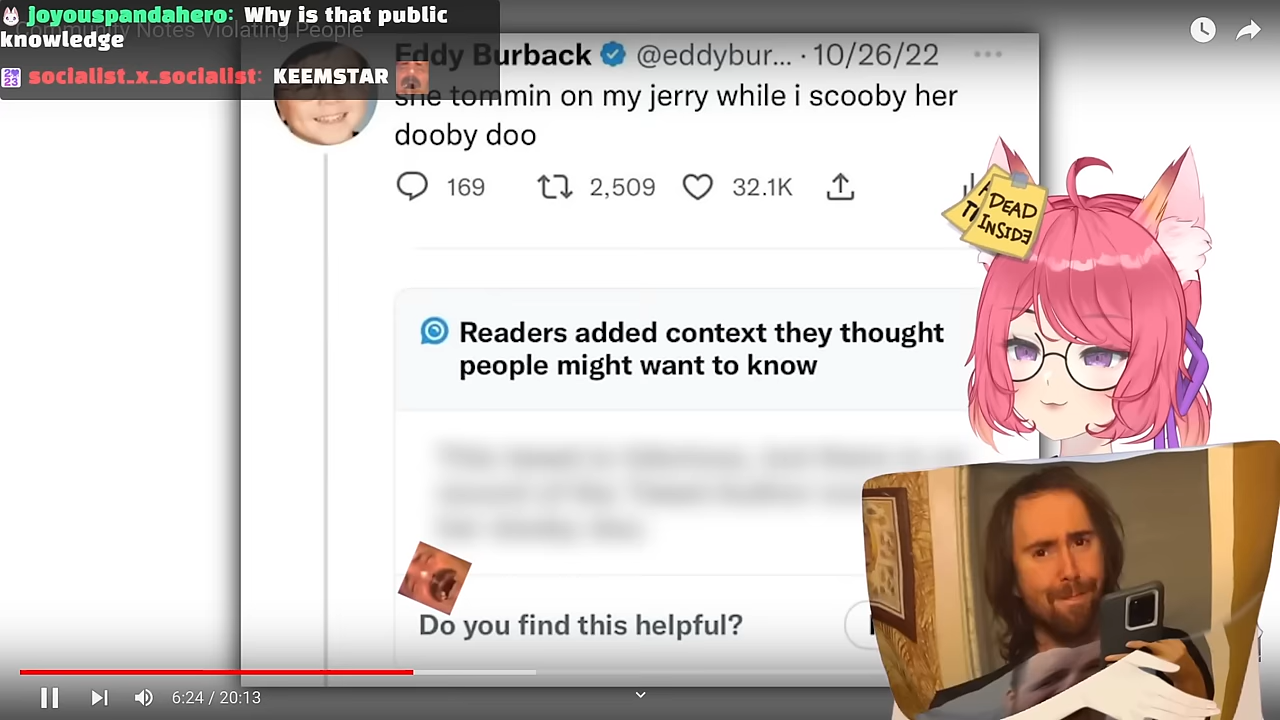 joyouspandahero: Why is that public
knowledge
Community Notes Violating People
socialist_x_socialist: KEEMSTAR
Eddy Burback @eddybur... · 10/26/22
she tommin on my jerry while i scooby her
dooby doo
169 2,509 32.1K
DEAD
INSIDE
Readers added context they thought
people might want to know
Do you find this helpful?
6:24 / 20:13